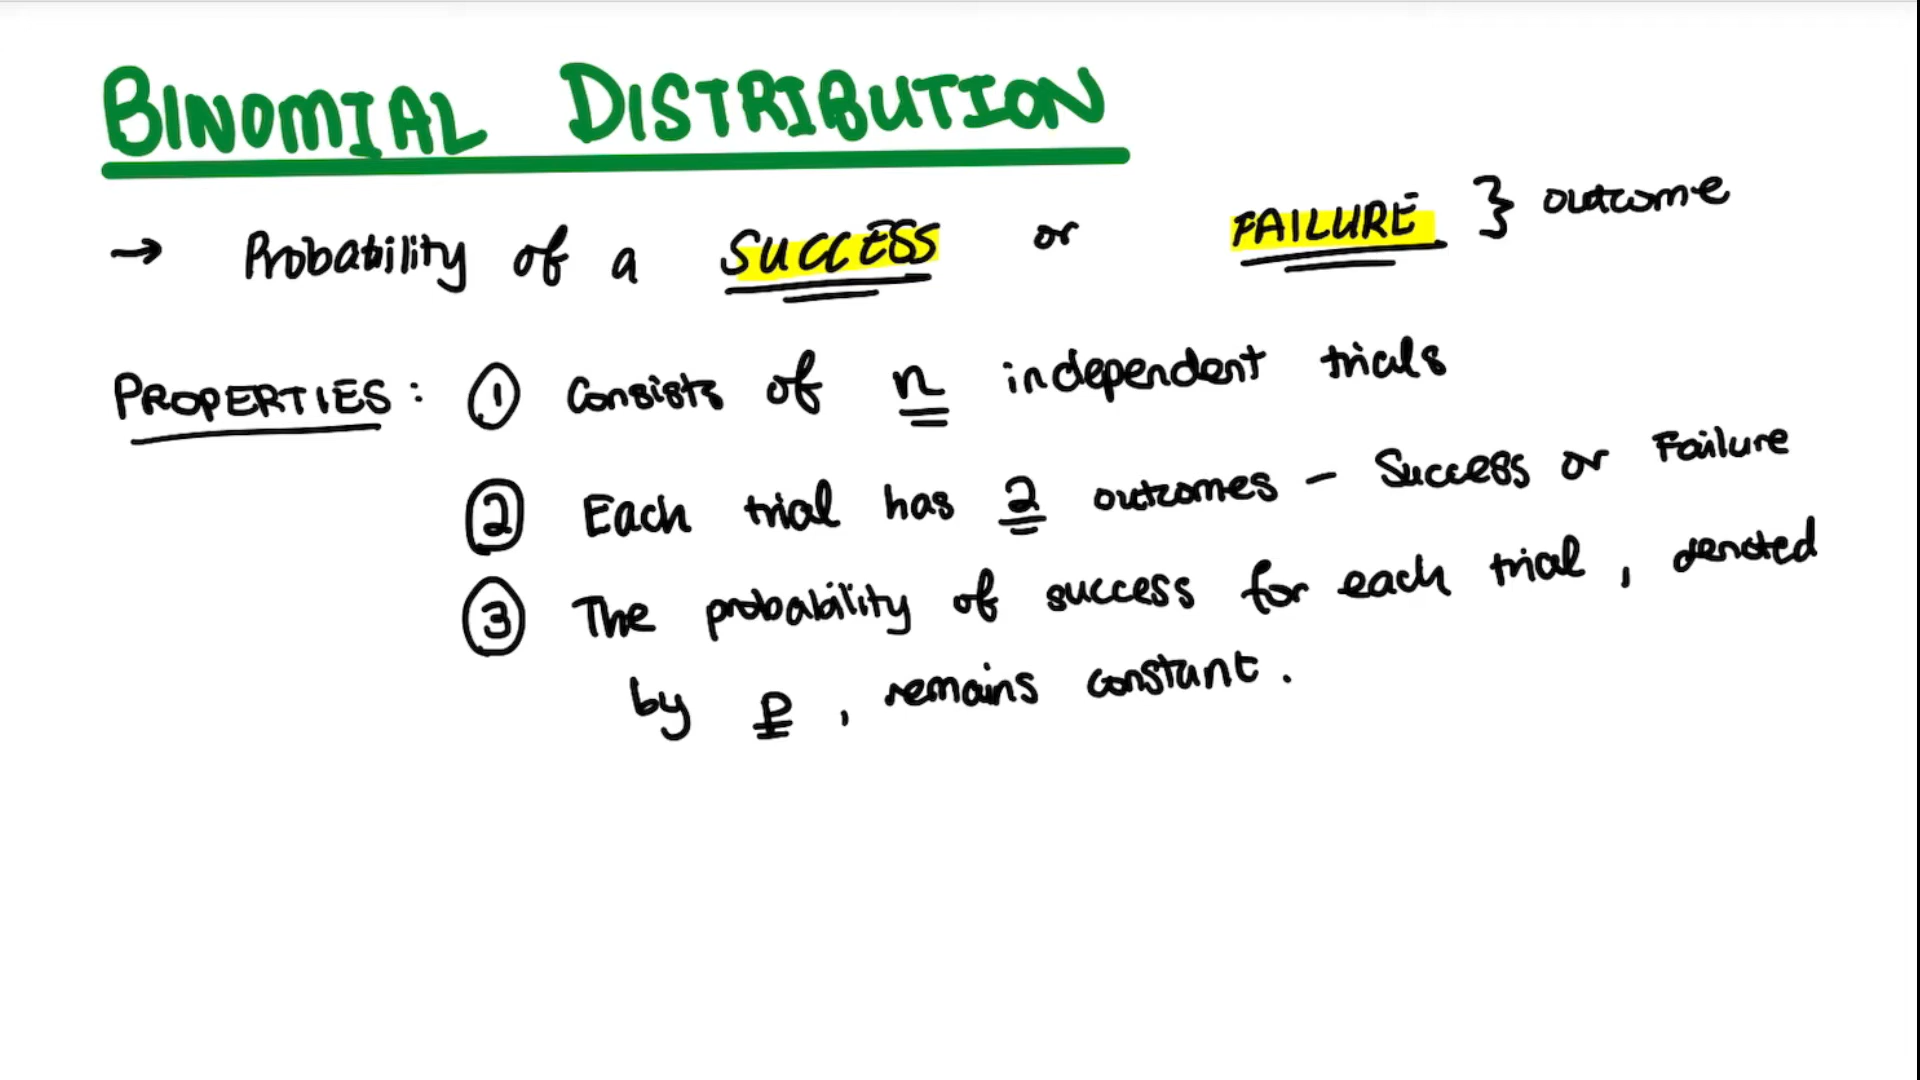 BINOMIAL DISTRIBUTION
→ Probability of a SUCCESS or FAILURE } outcome
PROPERTIES: ① Consists of n independent trials
② Each trial has 2 outcomes - Success or Failure
③ The probability of success for each trial, denoted
by p, remains constant.